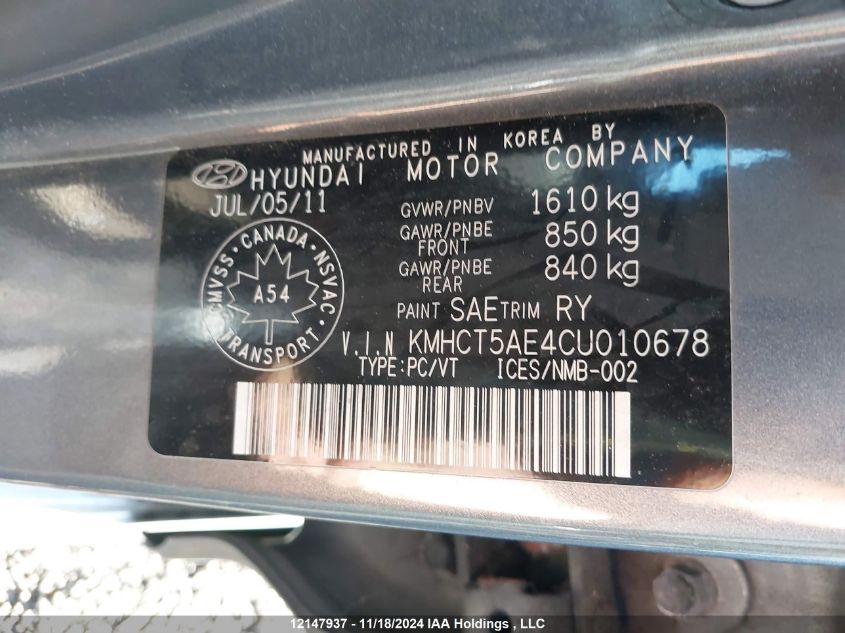 MANUFACTURED IN KOREA BY
HYUNDAI MOTOR COMPANY
JUL/05/11
GVWR/PNBV 1610 kg
GAWR/PNBE FRONT 850 kg
GAWR/PNBE REAR 840 kg
CMVSS · CANADA · NSVAC
A54
· TRANSPORT ·
PAINT SAE TRIM RY
V.I.N KMHCT5AE4CU010678
TYPE:PC/VT ICES/NMB-002
12147937 - 11/18/2024 IAA Holdings , LLC